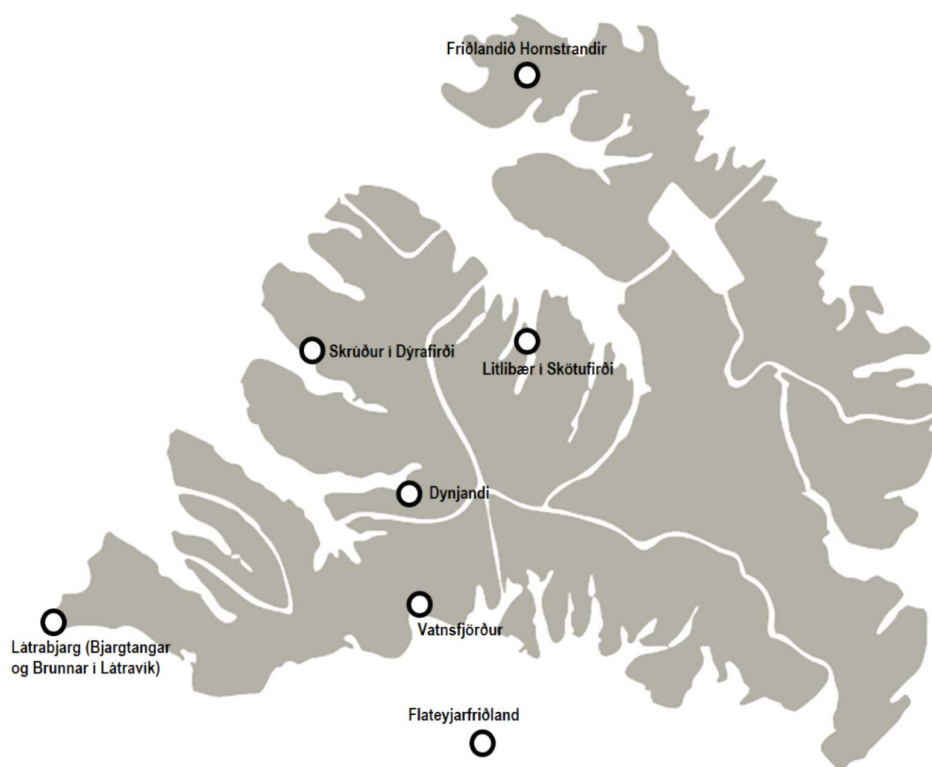 Friðlandið Hornstrandir
Skrúður í Dýrafirði
Litlibær í Skötufirði
Dynjandi
Vatnsfjörður
Látrabjarg (Bjargtangar
og Brunnar í Látravík)
Flateyjarfriðland